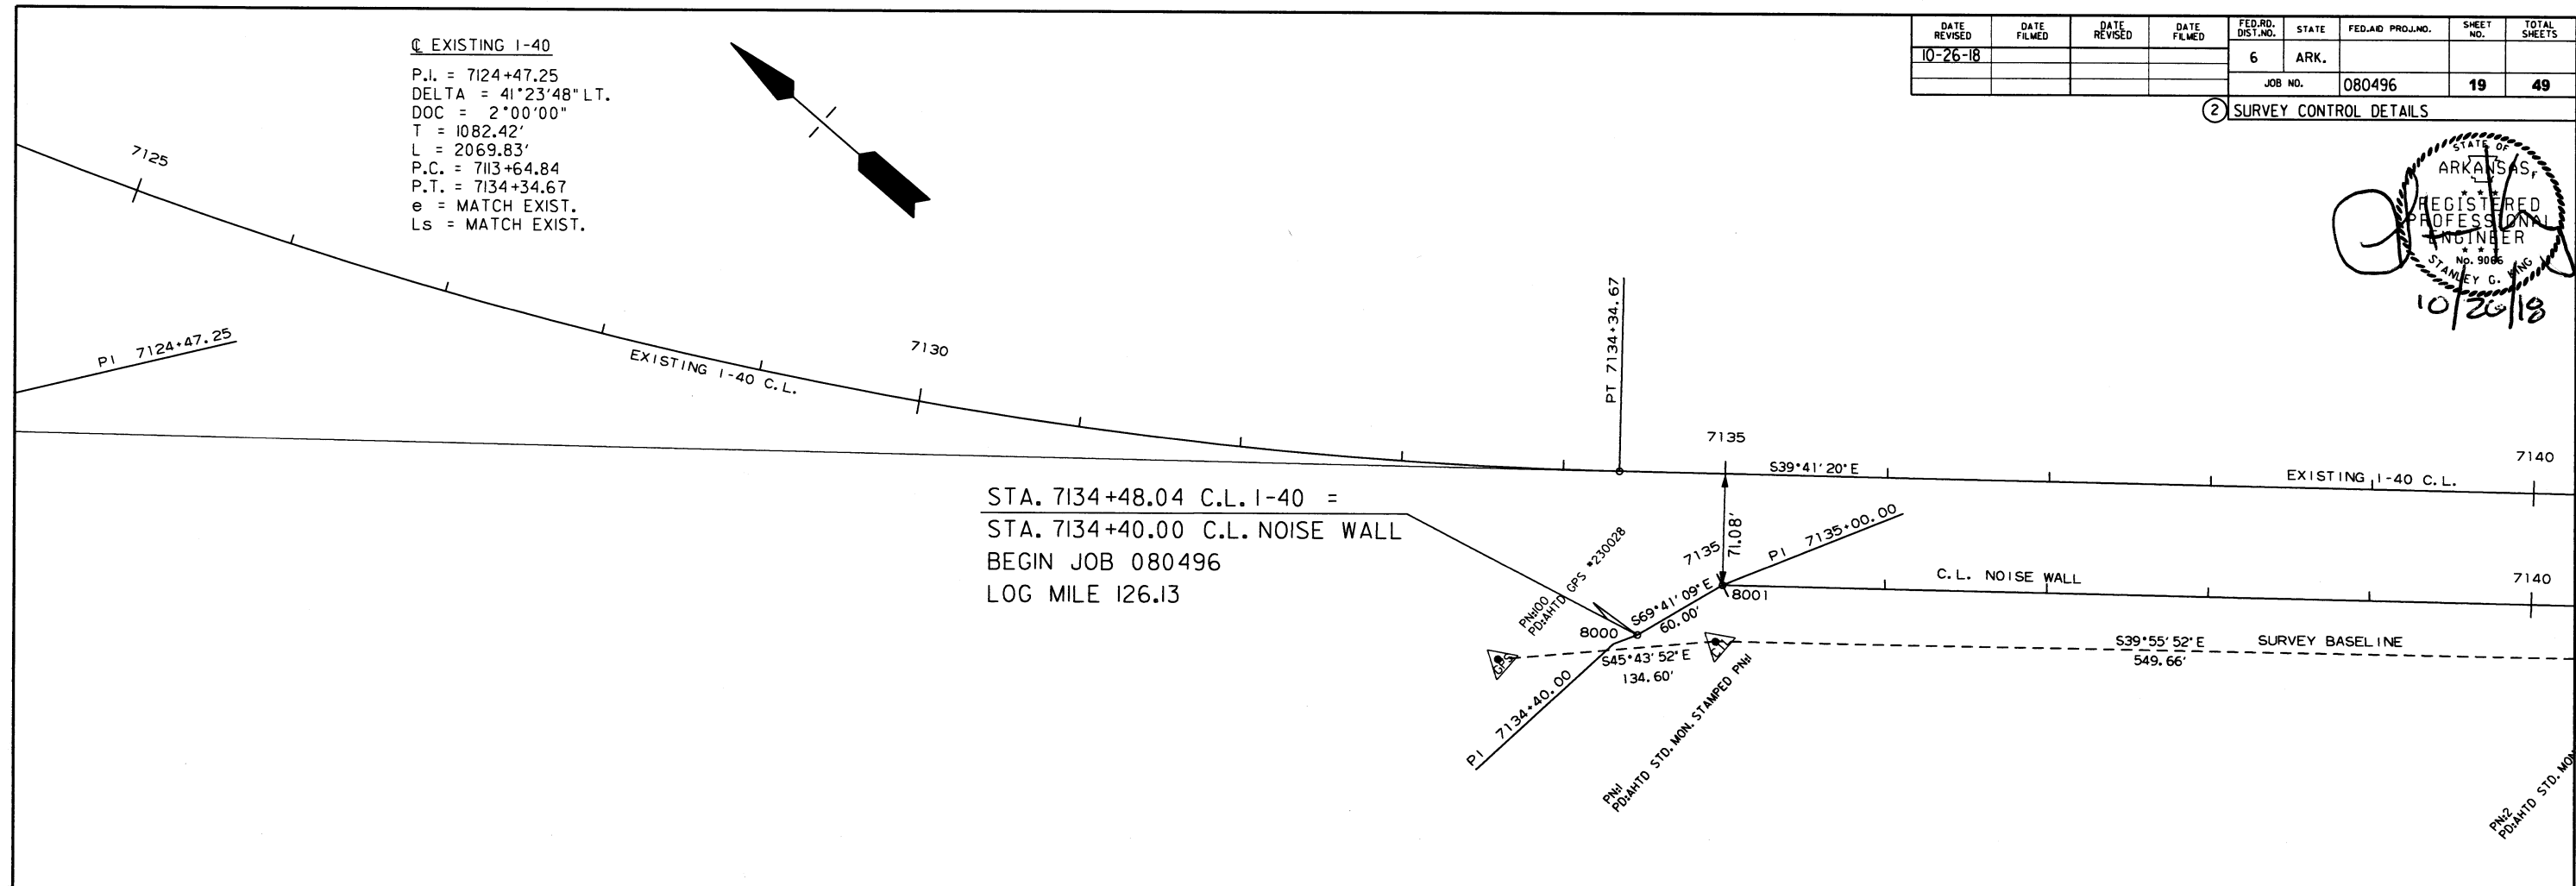 DATE REVISED
DATE FILMED
DATE REVISED
DATE FILMED
FED.RD. DIST.NO.
STATE
FED.AID PROJ.NO.
SHEET NO.
TOTAL SHEETS
10-26-18
6
ARK.
JOB NO.
080496
19
49
2 SURVEY CONTROL DETAILS
℄ EXISTING I-40
P.I. = 7124+47.25
DELTA = 41°23'48" LT.
DOC = 2°00'00"
T = 1082.42'
L = 2069.83'
P.C. = 7113+64.84
P.T. = 7134+34.67
e = MATCH EXIST.
Ls = MATCH EXIST.
STATE OF
ARKANSAS
REGISTERED
PROFESSIONAL
ENGINEER
No. 9066
STANLEY G. KING
10/26/18
7125
PI 7124+47.25
EXISTING I-40 C.L.
7130
PT 7134+34.67
7135
S39°41'20"E
EXISTING I-40 C.L.
7140
STA. 7134+48.04 C.L. I-40 =
STA. 7134+40.00 C.L. NOISE WALL
BEGIN JOB 080496
LOG MILE 126.13
PN:100
PD:AHTD GPS #230028
7135
71.08'
PI 7135+00.00
S69°41'09"E
60.00'
8000
8001
C.L. NOISE WALL
7140
GPS
S45°43'52"E
134.60'
CTL
S39°55'52"E
549.66'
SURVEY BASELINE
PI 7134+40.00
PN:1
PD:AHTD STD. MON. STAMPED PN:1
PN:2
PD:AHTD STD. MON